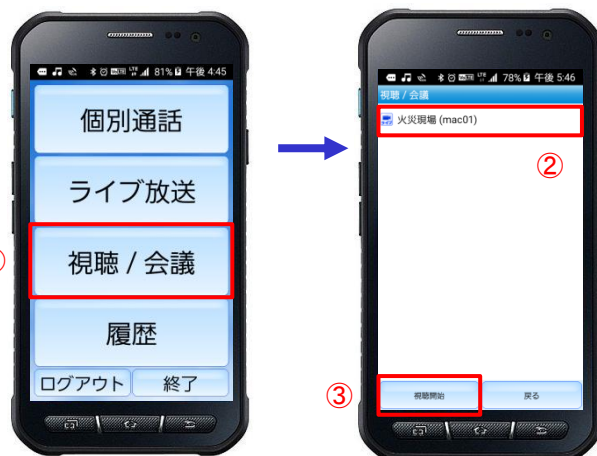 81% 午後 4:45
個別通話
ライブ放送
視聴 / 会議
履歴
ログアウト 終了
78% 午後 5:46
視聴 / 会議
火災現場 (mac01)
②
③
視聴開始 戻る